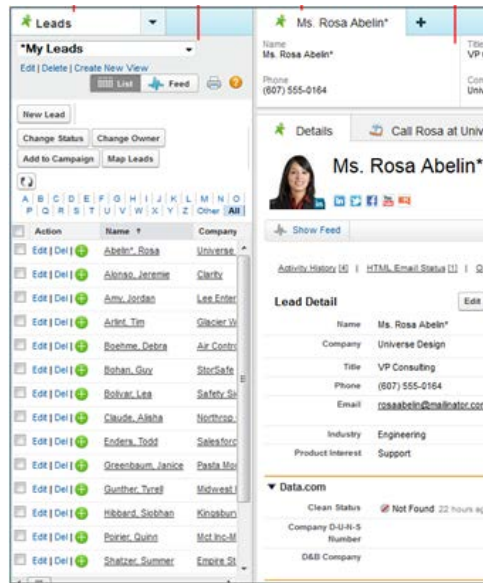 Leads
*My Leads
Edit | Delete | Create New View
List
Feed
New Lead
Change Status
Change Owner
Add to Campaign
Map Leads
A B C D E F G H I J K L M N O
P Q R S T U V W X Y Z Other All
Action Name ↑ Company
Edit | Del | Abelin*, Rosa Universe
Edit | Del | Alonso, Jeremie Clarity
Edit | Del | Amy, Jordan Lee Enter
Edit | Del | Arlint, Tim Glacier W
Edit | Del | Boehme, Debra Air Contro
Edit | Del | Bohan, Guy StorSafe
Edit | Del | Bolivar, Lea Safety
Edit | Del | Claude, Alisha Northrop
Edit | Del | Enders, Todd Salesforc
Edit | Del | Greenbaum, Janice Pasta Mo
Edit | Del | Gunther, Tyrell Midwest
Edit | Del | Hibbard, Siobhan Kingsbur
Edit | Del | Poirier, Quinn Mct Inc-M
Edit | Del | Shatzer, Summer Empire St
Ms. Rosa Abelin*
Name
Ms. Rosa Abelin*
Title
VP
Phone
(607) 555-0164
Com
Univ
Details
Call Rosa at Univ
Ms. Rosa Abelin*
Show Feed
Activity History [4] | HTML Email Status [1] |
Lead Detail
Edit
Name Ms. Rosa Abelin*
Company Universe Design
Title VP Consulting
Phone (607) 555-0164
Email rosaabelin@mailinator.com
Industry Engineering
Product Interest Support
Data.com
Clean Status Not Found 22 hours ag
Company D-U-N-S
Number
D&B Company